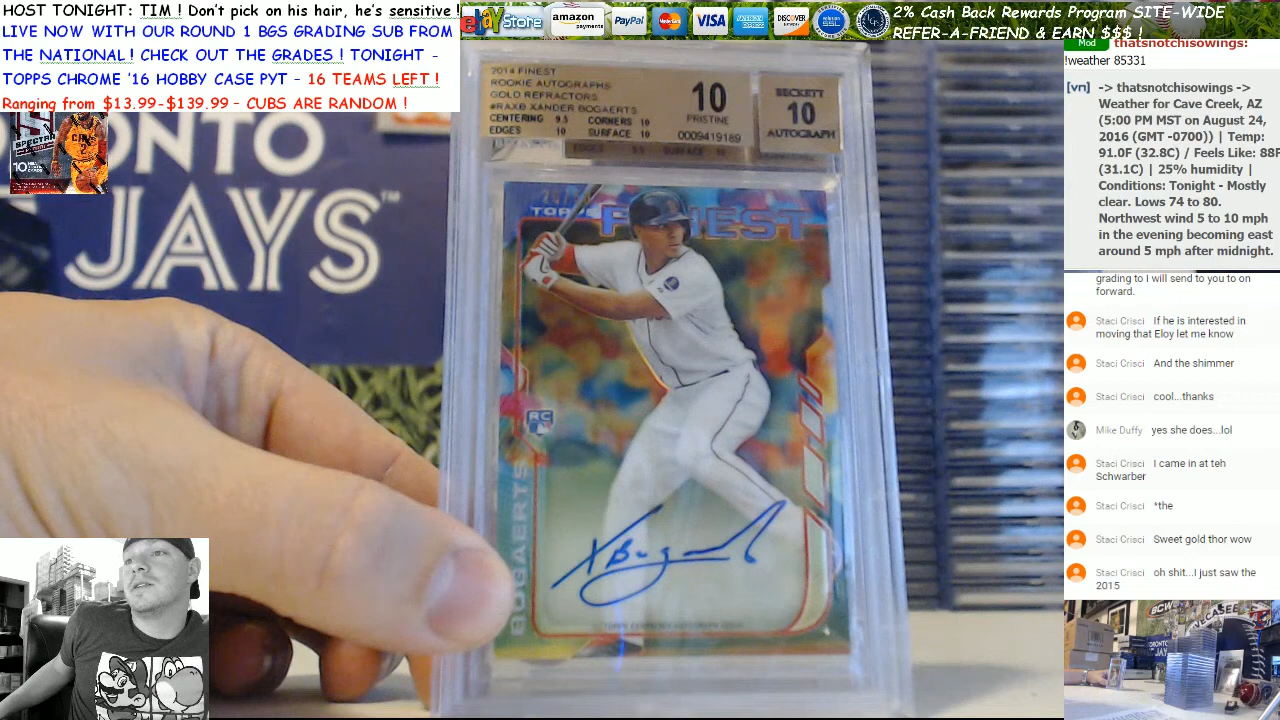 HOST TONIGHT: TIM ! Don't pick on his hair, he's sensitive !
LIVE NOW WITH OUR ROUND 1 BGS GRADING SUB FROM
THE NATIONAL! CHECK OUT THE GRADES ! TONIGHT -
TOPPS CHROME '16 HOBBY CASE PYT - 16 TEAMS LEFT !
Ranging from $13.99-$139.99 - CUBS ARE RANDOM !
ebay Store
amazon
payments
PayPal
MasterCard
VISA
DISCOVER
SSL
2% Cash Back Rewards Program SITE-WIDE
REFER-A-FRIEND & EARN $$$ !
Mod thatsnotchisowings:
!weather 85331
[vn] -> thatsnotchisowings ->
Weather for Cave Creek, AZ
(5:00 PM MST on August 24,
2016 (GMT -0700)) | Temp:
91.0F (32.8C) / Feels Like: 88F
(31.1C) | 25% humidity |
Conditions: Tonight - Mostly
clear. Lows 74 to 80.
Northwest wind 5 to 10 mph
in the evening becoming east
around 5 mph after midnight.
grading to I will send to you to on
forward.
Staci Crisci If he is interested in
moving that Eloy let me know
Staci Crisci And the shimmer
Staci Crisci cool...thanks
Mike Duffy yes she does...lol
Staci Crisci I came in at teh
Schwarber
Staci Crisci *the
Staci Crisci Sweet gold thor wow
Staci Crisci oh shit...I just saw the
2015
SPECTRA
10
ONTO
JAYS™
2014 FINEST
ROOKIE AUTOGRAPHS
GOLD REFRACTORS
#RAXB XANDER BOGAERTS
CENTERING 9.5 CORNERS 10
EDGES 10 SURFACE 10
10
PRISTINE
0009419189
BECKETT
10
AUTOGRAPH
TOPPS
FINEST
RC
BOGAERTS
X Bogaerts
BCW
ONTO
JAYS